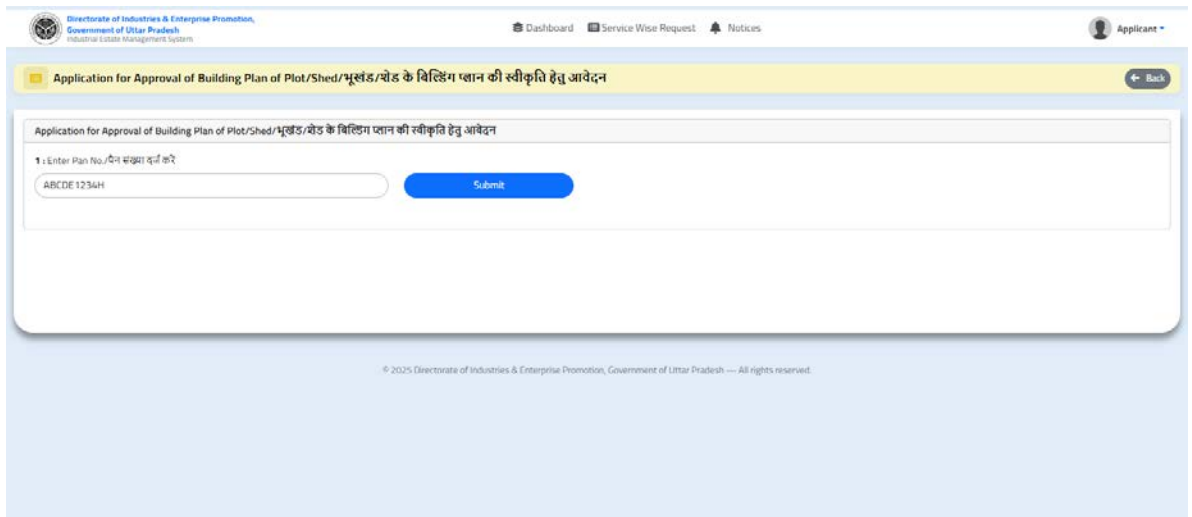 Directorate of Industries & Enterprise Promotion,
Government of Uttar Pradesh
Industrial Estate Management System
Dashboard Service Wise Request Notices
Applicant
Application for Approval of Building Plan of Plot/Shed/भूखंड/शेड के बिल्डिंग प्लान की स्वीकृति हेतु आवेदन
← Back
Application for Approval of Building Plan of Plot/Shed/भूखंड/शेड के बिल्डिंग प्लान की स्वीकृति हेतु आवेदन
1 : Enter Pan No./पैन संख्या दर्ज करें
ABCDE1234H
Submit
© 2025 Directorate of Industries & Enterprise Promotion, Government of Uttar Pradesh — All rights reserved.